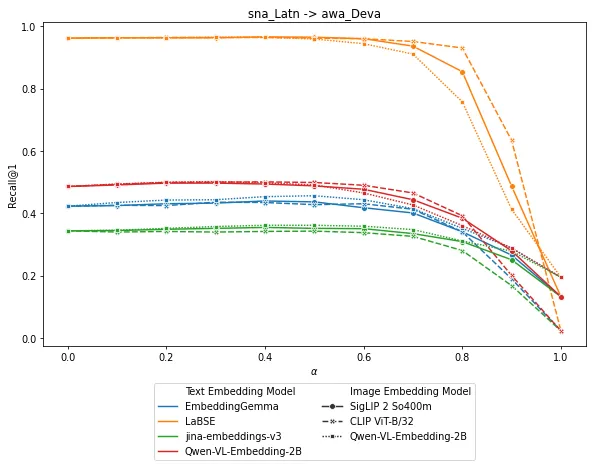 sna_Latn -> awa_Deva
1.0
0.8
0.6
0.4
0.2
0.0
Recall@1
0.0 0.2 0.4 0.6 0.8 1.0
α
Text Embedding Model
EmbeddingGemma
LaBSE
jina-embeddings-v3
Qwen-VL-Embedding-2B
Image Embedding Model
SigLIP 2 So400m
CLIP ViT-B/32
Qwen-VL-Embedding-2B